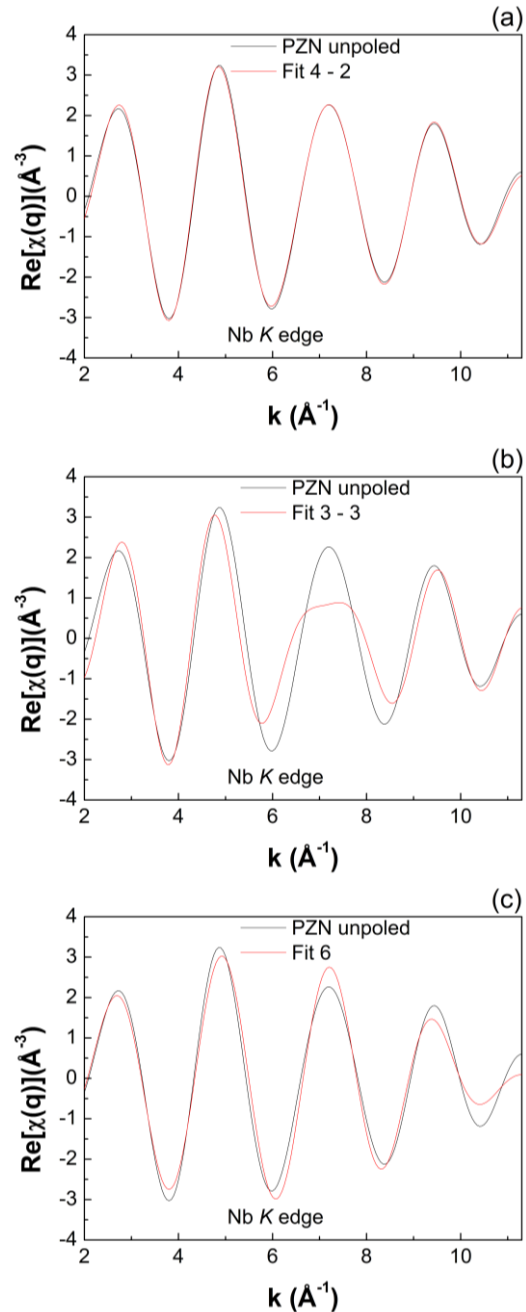 (a)
PZN unpoled
Fit 4 - 2
4
3
2
1
0
-1
-2
-3
-4
Re[χ(q)](Å⁻³)
Nb K edge
2 4 6 8 10
k (Å⁻¹)
(b)
PZN unpoled
Fit 3 - 3
4
3
2
1
0
-1
-2
-3
-4
Re[χ(q)](Å⁻³)
Nb K edge
2 4 6 8 10
k (Å⁻¹)
(c)
PZN unpoled
Fit 6
4
3
2
1
0
-1
-2
-3
-4
Re[χ(q)](Å⁻³)
Nb K edge
2 4 6 8 10
k (Å⁻¹)